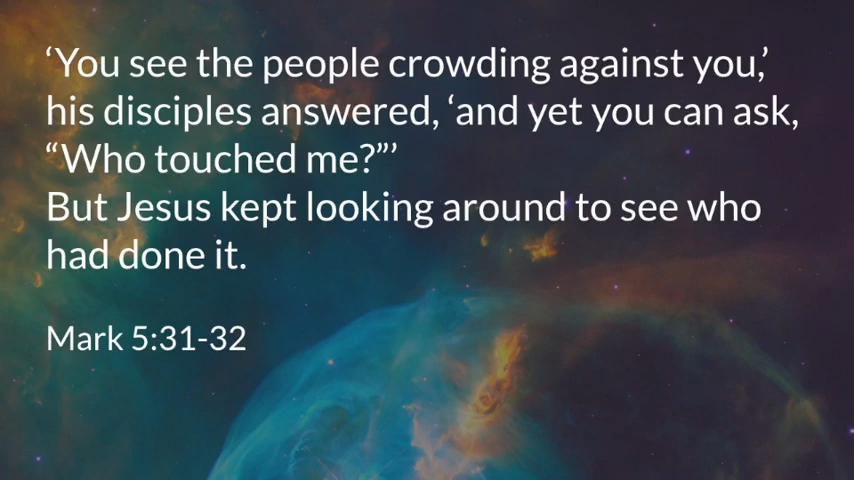 ‘You see the people crowding against you,’
his disciples answered, ‘and yet you can ask,
“Who touched me?”’
But Jesus kept looking around to see who
had done it.
Mark 5:31-32